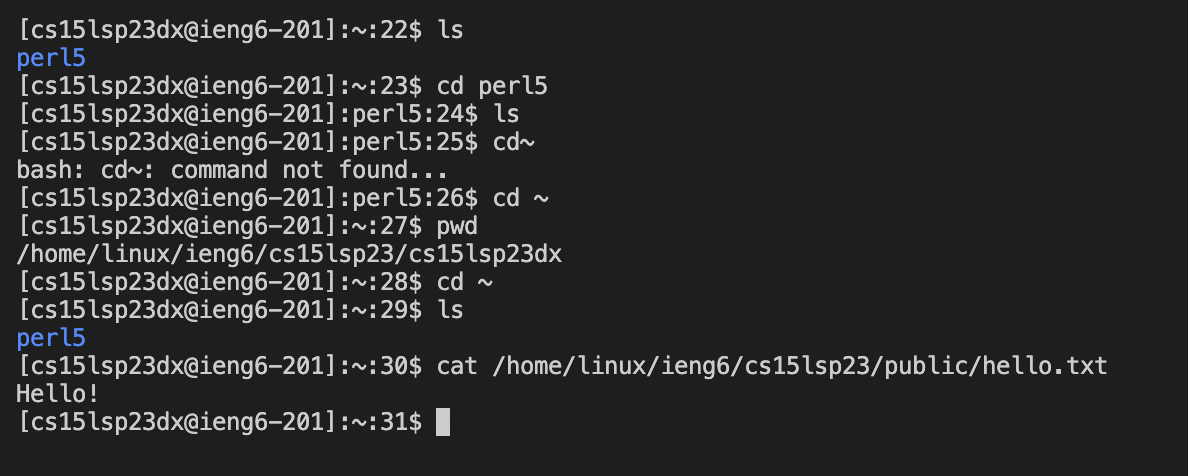 [cs15lsp23dx@ieng6-201]:~:22$ ls
perl5
[cs15lsp23dx@ieng6-201]:~:23$ cd perl5
[cs15lsp23dx@ieng6-201]:perl5:24$ ls
[cs15lsp23dx@ieng6-201]:perl5:25$ cd~
bash: cd~: command not found...
[cs15lsp23dx@ieng6-201]:perl5:26$ cd ~
[cs15lsp23dx@ieng6-201]:~:27$ pwd
/home/linux/ieng6/cs15lsp23/cs15lsp23dx
[cs15lsp23dx@ieng6-201]:~:28$ cd ~
[cs15lsp23dx@ieng6-201]:~:29$ ls
perl5
[cs15lsp23dx@ieng6-201]:~:30$ cat /home/linux/ieng6/cs15lsp23/public/hello.txt
Hello!
[cs15lsp23dx@ieng6-201]:~:31$